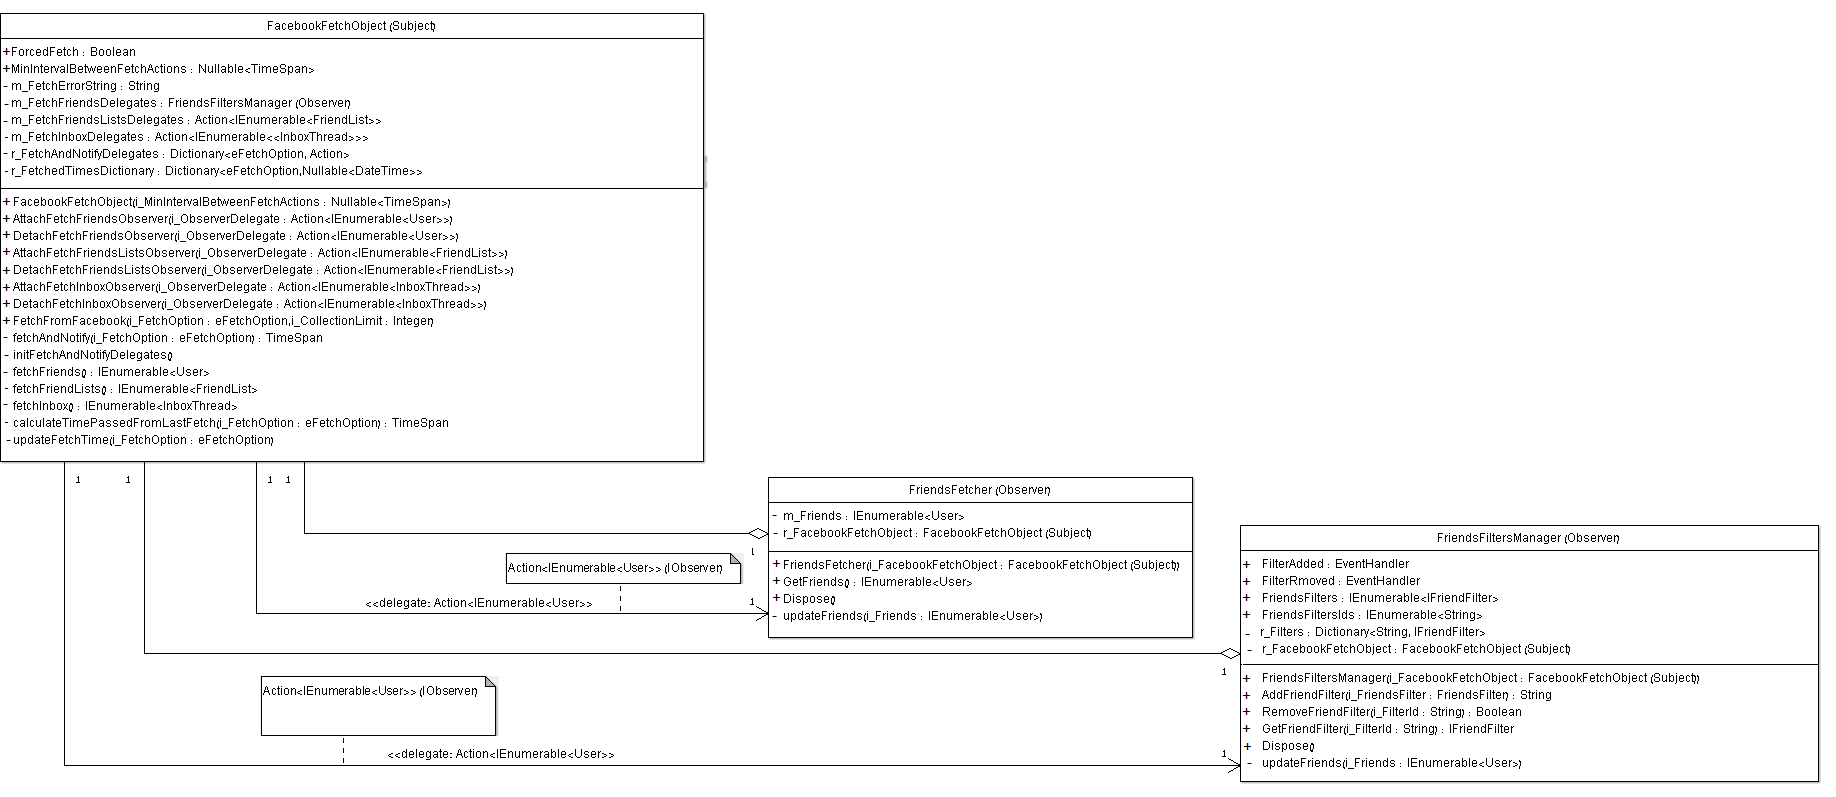 FacebookFetchObject (Subject)
+ForcedFetch : Boolean
+MinIntervalBetweenFetchActions : Nullable<TimeSpan>
- m_FetchErrorString : String
- m_FetchFriendsDelegates : FriendsFiltersManager (Observer)
- m_FetchFriendsListsDelegates : Action<IEnumerable<FriendList>>
- m_FetchInboxDelegates : Action<IEnumerable<<InboxThread>>>
- r_FetchAndNotifyDelegates : Dictionary<eFetchOption, Action>
- r_FetchedTimesDictionary : Dictionary<eFetchOption,Nullable<DateTime>>
+ FacebookFetchObject(i_MinIntervalBetweenFetchActions : Nullable<TimeSpan>)
+ AttachFetchFriendsObserver(i_ObserverDelegate : Action<IEnumerable<User>>)
+ DetachFetchFriendsObserver(i_ObserverDelegate : Action<IEnumerable<User>>)
+ AttachFetchFriendsListsObserver(i_ObserverDelegate : Action<IEnumerable<FriendList>>)
+ DetachFetchFriendsListsObserver(i_ObserverDelegate : Action<IEnumerable<FriendList>>)
+ AttachFetchInboxObserver(i_ObserverDelegate : Action<IEnumerable<InboxThread>>)
+ DetachFetchInboxObserver(i_ObserverDelegate : Action<IEnumerable<InboxThread>>)
+ FetchFromFacebook(i_FetchOption : eFetchOption,i_CollectionLimit : Integer)
- fetchAndNotify(i_FetchOption : eFetchOption) : TimeSpan
- initFetchAndNotifyDelegates()
- fetchFriends() : IEnumerable<User>
- fetchFriendLists() : IEnumerable<FriendList>
- fetchInbox() : IEnumerable<InboxThread>
- calculateTimePassedFromLastFetch(i_FetchOption : eFetchOption) : TimeSpan
- updateFetchTime(i_FetchOption : eFetchOption)
1 1 1 1
FriendsFetcher (Observer)
- m_Friends : IEnumerable<User>
- r_FacebookFetchObject : FacebookFetchObject (Subject)
+ FriendsFetcher(i_FacebookFetchObject : FacebookFetchObject (Subject))
+ GetFriends() : IEnumerable<User>
+ Dispose()
- updateFriends(i_Friends : IEnumerable<User>)
1
Action<IEnumerable<User>> (IObserver)
<<delegate: Action<IEnumerable<User>>
1
FriendsFiltersManager (Observer)
+ FilterAdded : EventHandler
+ FilterRmoved : EventHandler
+ FriendsFilters : IEnumerable<IFriendFilter>
+ FriendsFiltersIds : IEnumerable<String>
- r_Filters : Dictionary<String, IFriendFilter>
- r_FacebookFetchObject : FacebookFetchObject (Subject)
+ FriendsFiltersManager(i_FacebookFetchObject : FacebookFetchObject (Subject))
+ AddFriendFilter(i_FriendsFilter : FriendsFilter) : String
+ RemoveFriendFilter(i_FilterId : String) : Boolean
+ GetFriendFilter(i_FilterId : String) : IFriendFilter
+ Dispose()
- updateFriends(i_Friends : IEnumerable<User>)
1
Action<IEnumerable<User>> (IObserver)
<<delegate: Action<IEnumerable<User>>
1